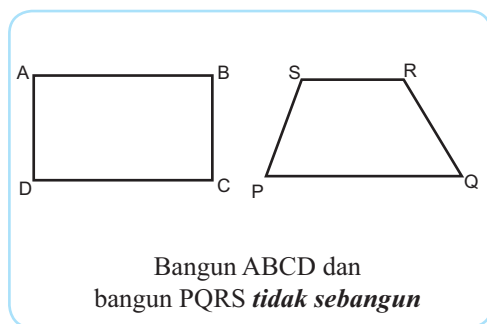 A B S R
D C P Q
Bangun ABCD dan
bangun PQRS tidak sebangun